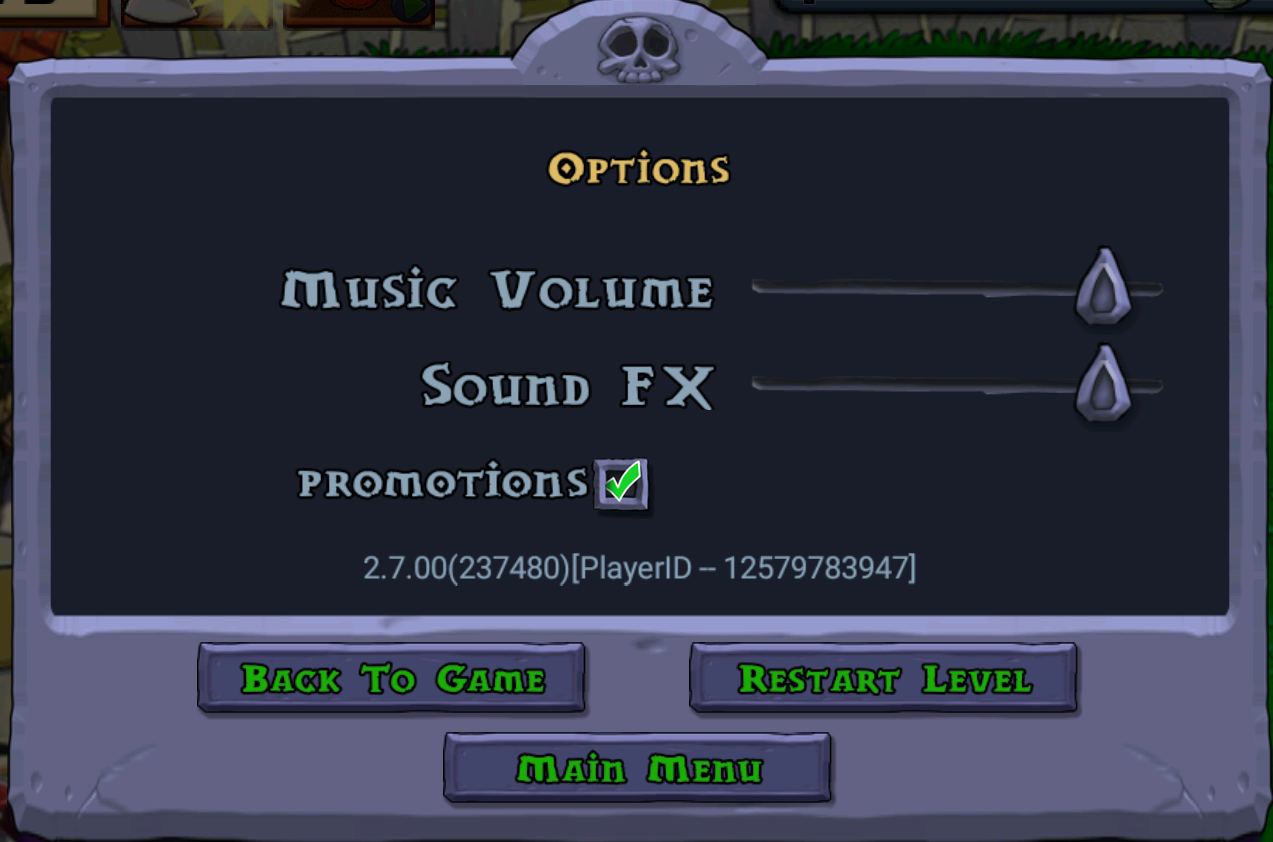 Options
Music Volume
Sound FX
Promotions
2.7.00(237480)[PlayerID -- 12579783947]
Back To Game
Restart Level
Main Menu